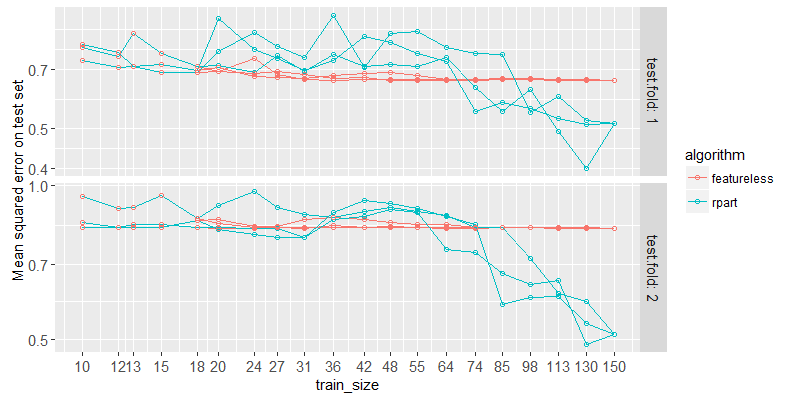 Mean squared error on test set
0.7
0.5
0.4
test.fold: 1
1.0
0.7
0.5
test.fold: 2
10 12 13 15 18 20 24 27 31 36 42 48 55 64 74 85 98 113 130 150
train_size
algorithm
featureless
rpart